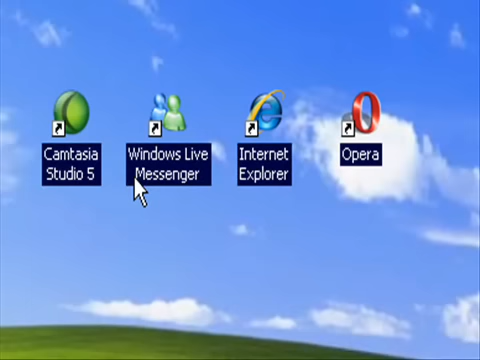 Camtasia
Studio 5
Windows Live
Messenger
Internet
Explorer
Opera